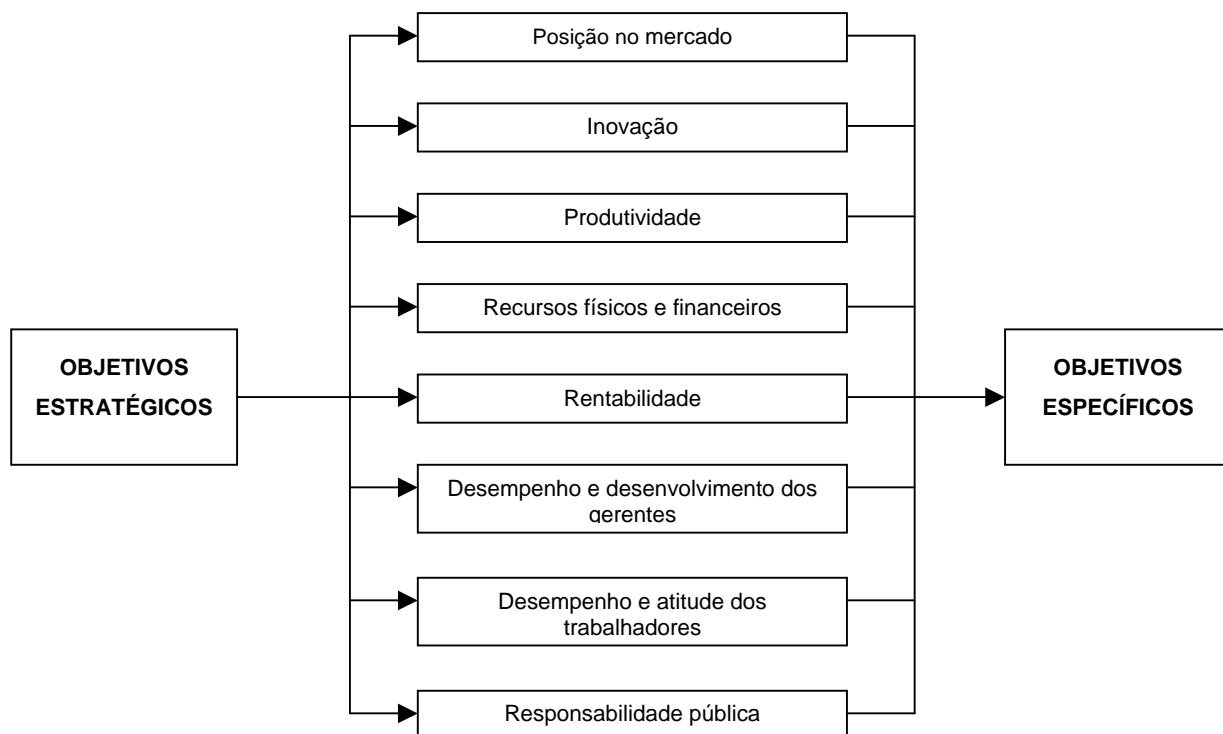 Posição no mercado
Inovação
Produtividade
Recursos físicos e financeiros
OBJETIVOS
ESTRATÉGICOS
Rentabilidade
OBJETIVOS
ESPECÍFICOS
Desempenho e desenvolvimento dos
gerentes
Desempenho e atitude dos
trabalhadores
Responsabilidade pública